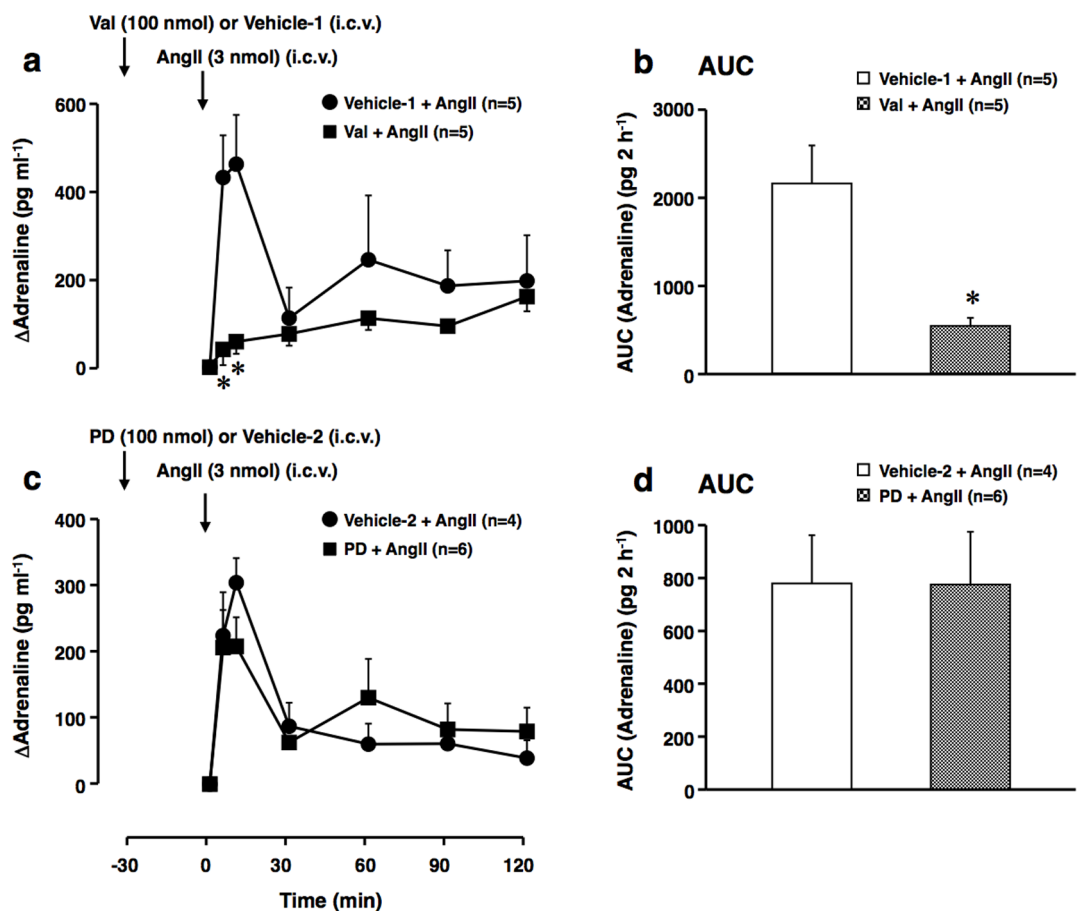 Val (100 nmol) or Vehicle-1 (i.c.v.)
a
AngII (3 nmol) (i.c.v.)
Vehicle-1 + AngII (n=5)
Val + AngII (n=5)
ΔAdrenaline (pg ml⁻¹)
600
400
200
0
*
*
b
AUC
Vehicle-1 + AngII (n=5)
Val + AngII (n=5)
AUC (Adrenaline) (pg 2 h⁻¹)
3000
2000
1000
0
*
PD (100 nmol) or Vehicle-2 (i.c.v.)
c
AngII (3 nmol) (i.c.v.)
Vehicle-2 + AngII (n=4)
PD + AngII (n=6)
ΔAdrenaline (pg ml⁻¹)
400
300
200
100
0
-30
0
30
60
90
120
Time (min)
d
AUC
Vehicle-2 + AngII (n=4)
PD + AngII (n=6)
AUC (Adrenaline) (pg 2 h⁻¹)
1000
800
600
400
200
0